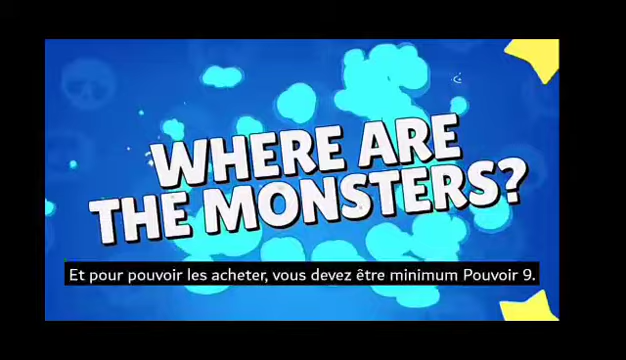 WHERE ARE
THE MONSTERS?
Et pour pouvoir les acheter, vous devez être minimum Pouvoir 9.